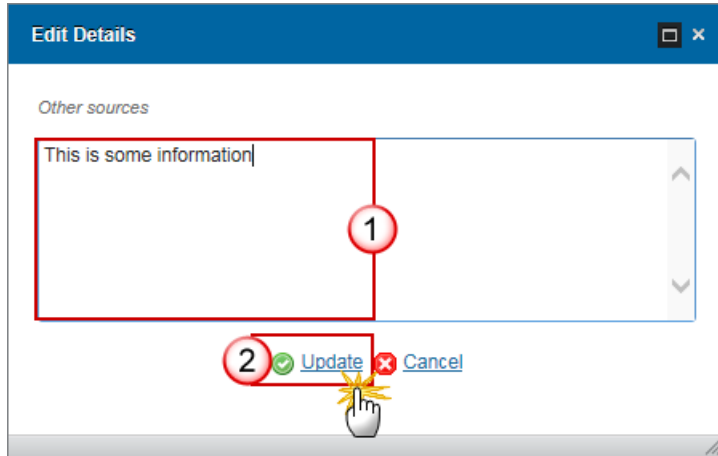 Edit Details
Other sources
This is some information
1
2 Update Cancel